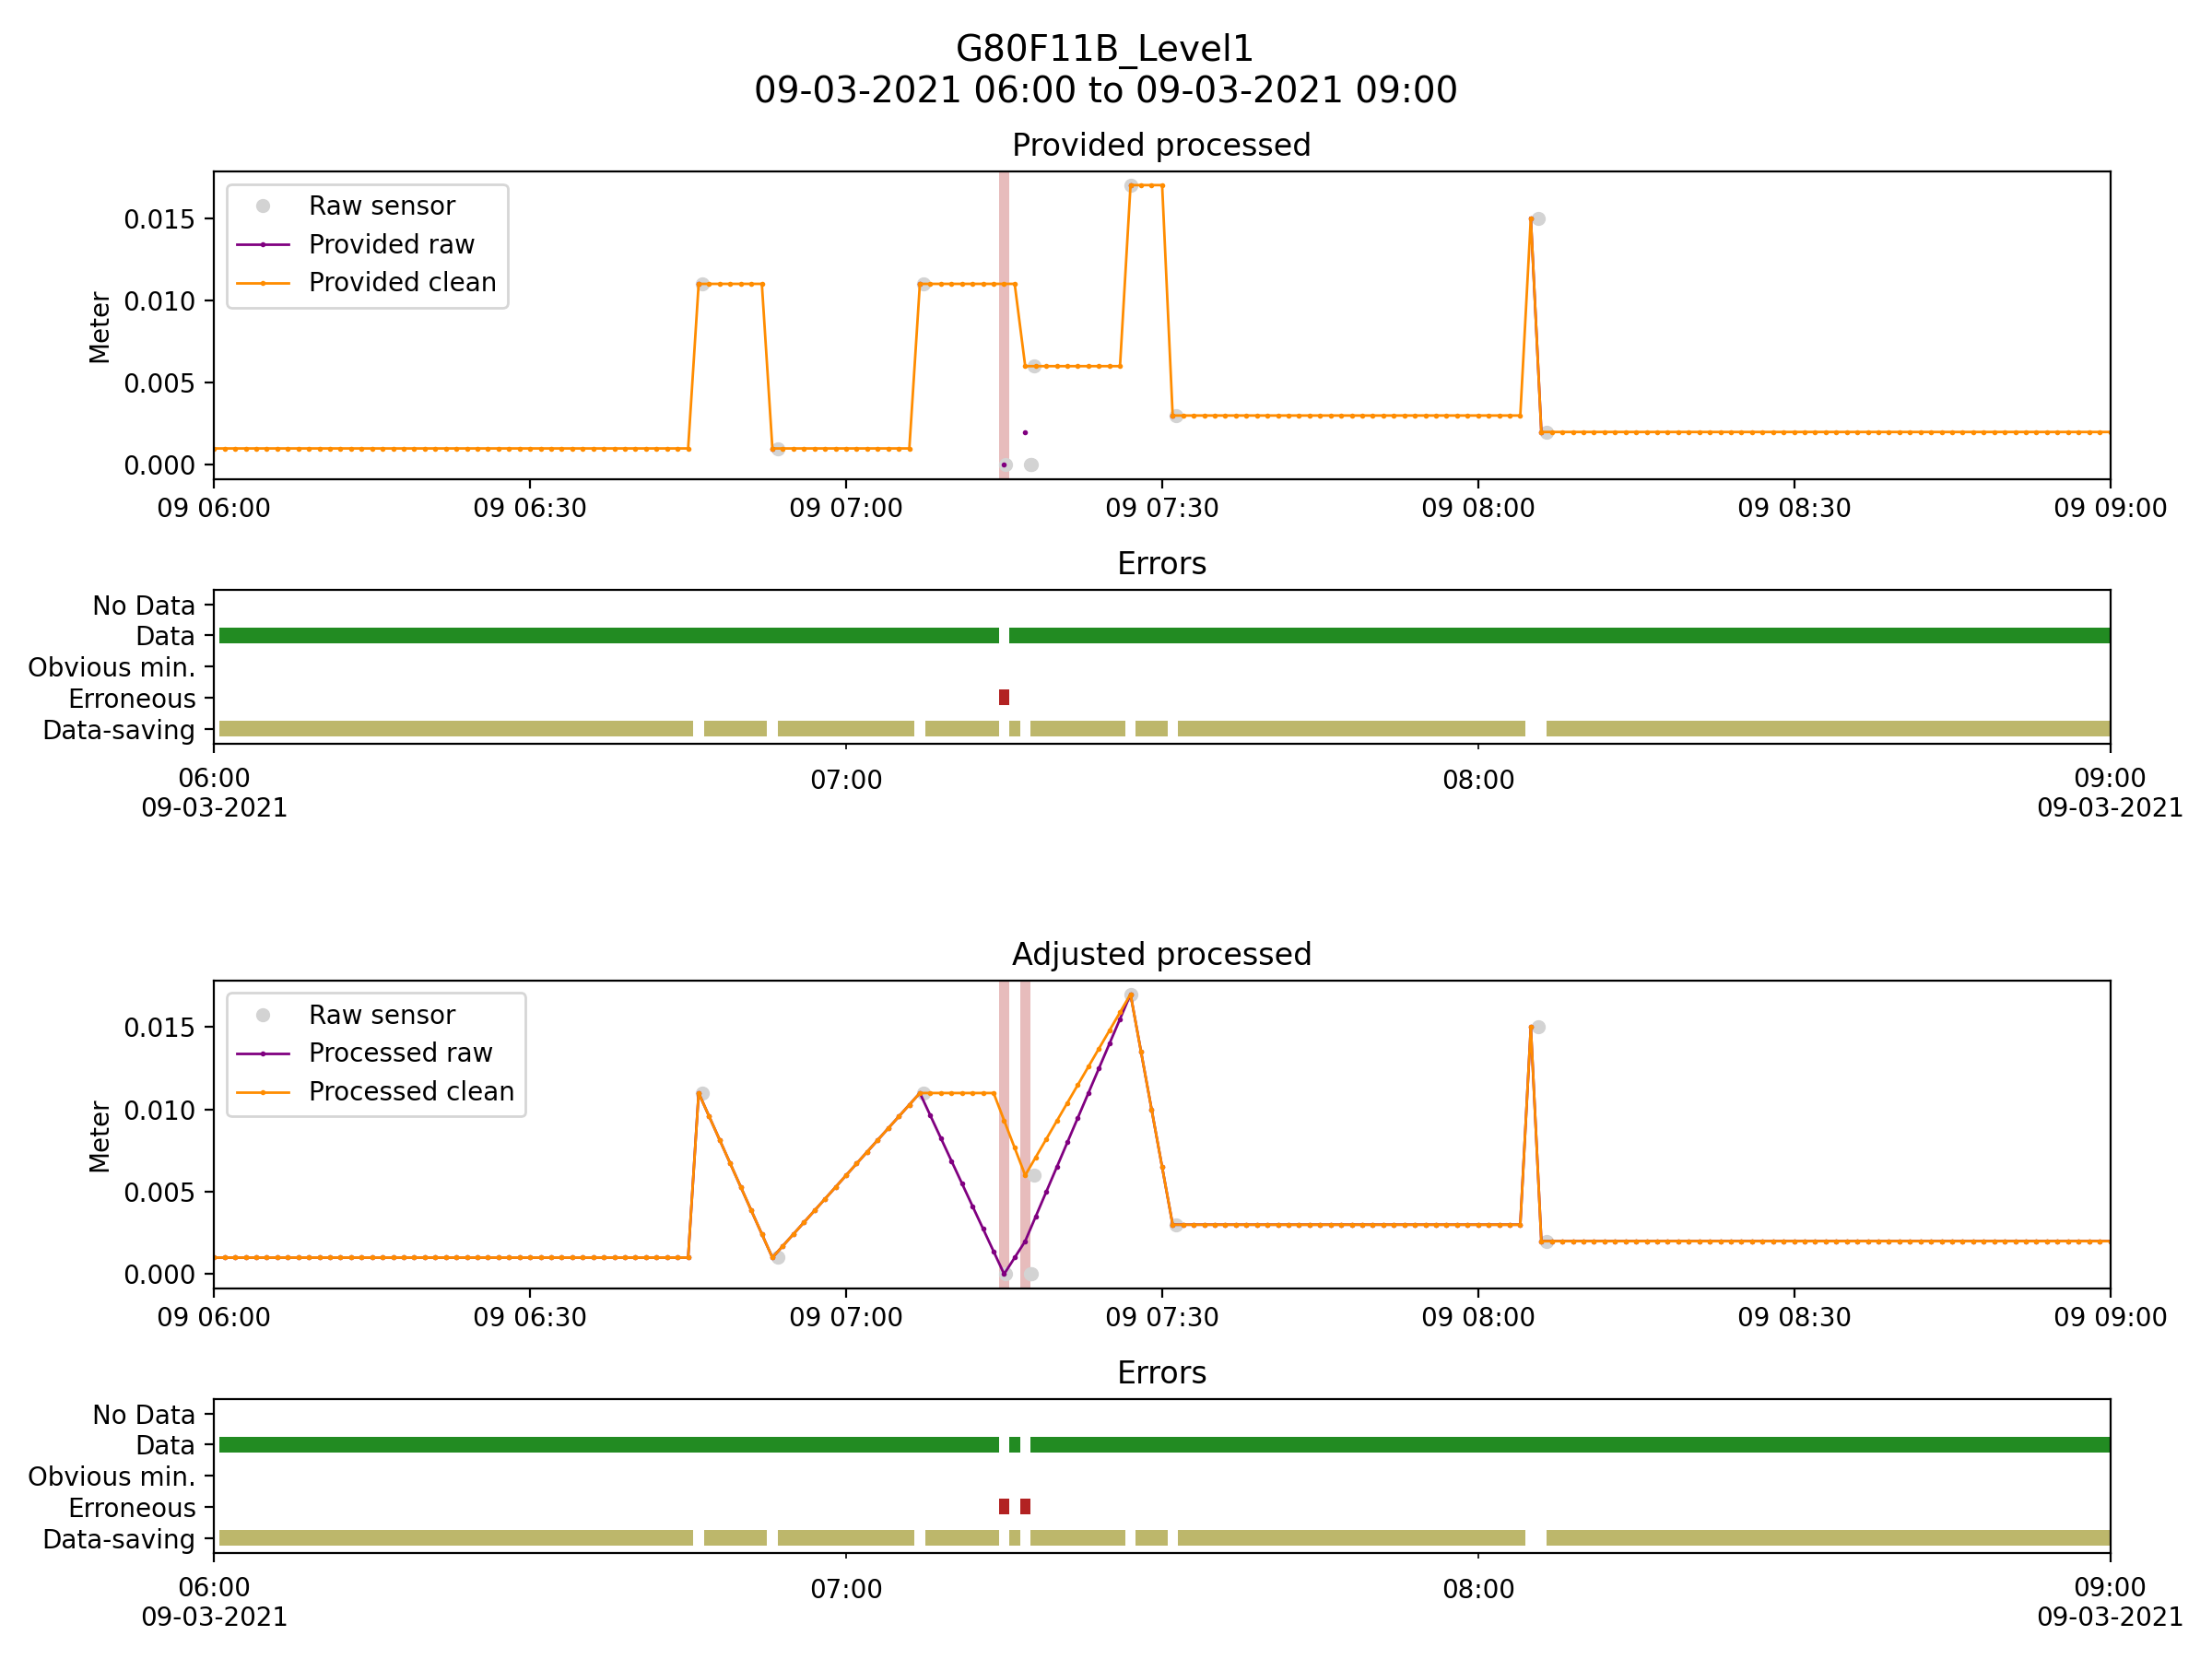 G80F11B_Level1
09-03-2021 06:00 to 09-03-2021 09:00
Provided processed
Raw sensor
Provided raw
Provided clean
Meter
0.015
0.010
0.005
0.000
09 06:00 09 06:30 09 07:00 09 07:30 09 08:00 09 08:30 09 09:00
Errors
No Data
Data
Obvious min.
Erroneous
Data-saving
06:00 07:00 08:00 09:00
09-03-2021 09-03-2021
Adjusted processed
Raw sensor
Processed raw
Processed clean
Meter
0.015
0.010
0.005
0.000
09 06:00 09 06:30 09 07:00 09 07:30 09 08:00 09 08:30 09 09:00
Errors
No Data
Data
Obvious min.
Erroneous
Data-saving
06:00 07:00 08:00 09:00
09-03-2021 09-03-2021